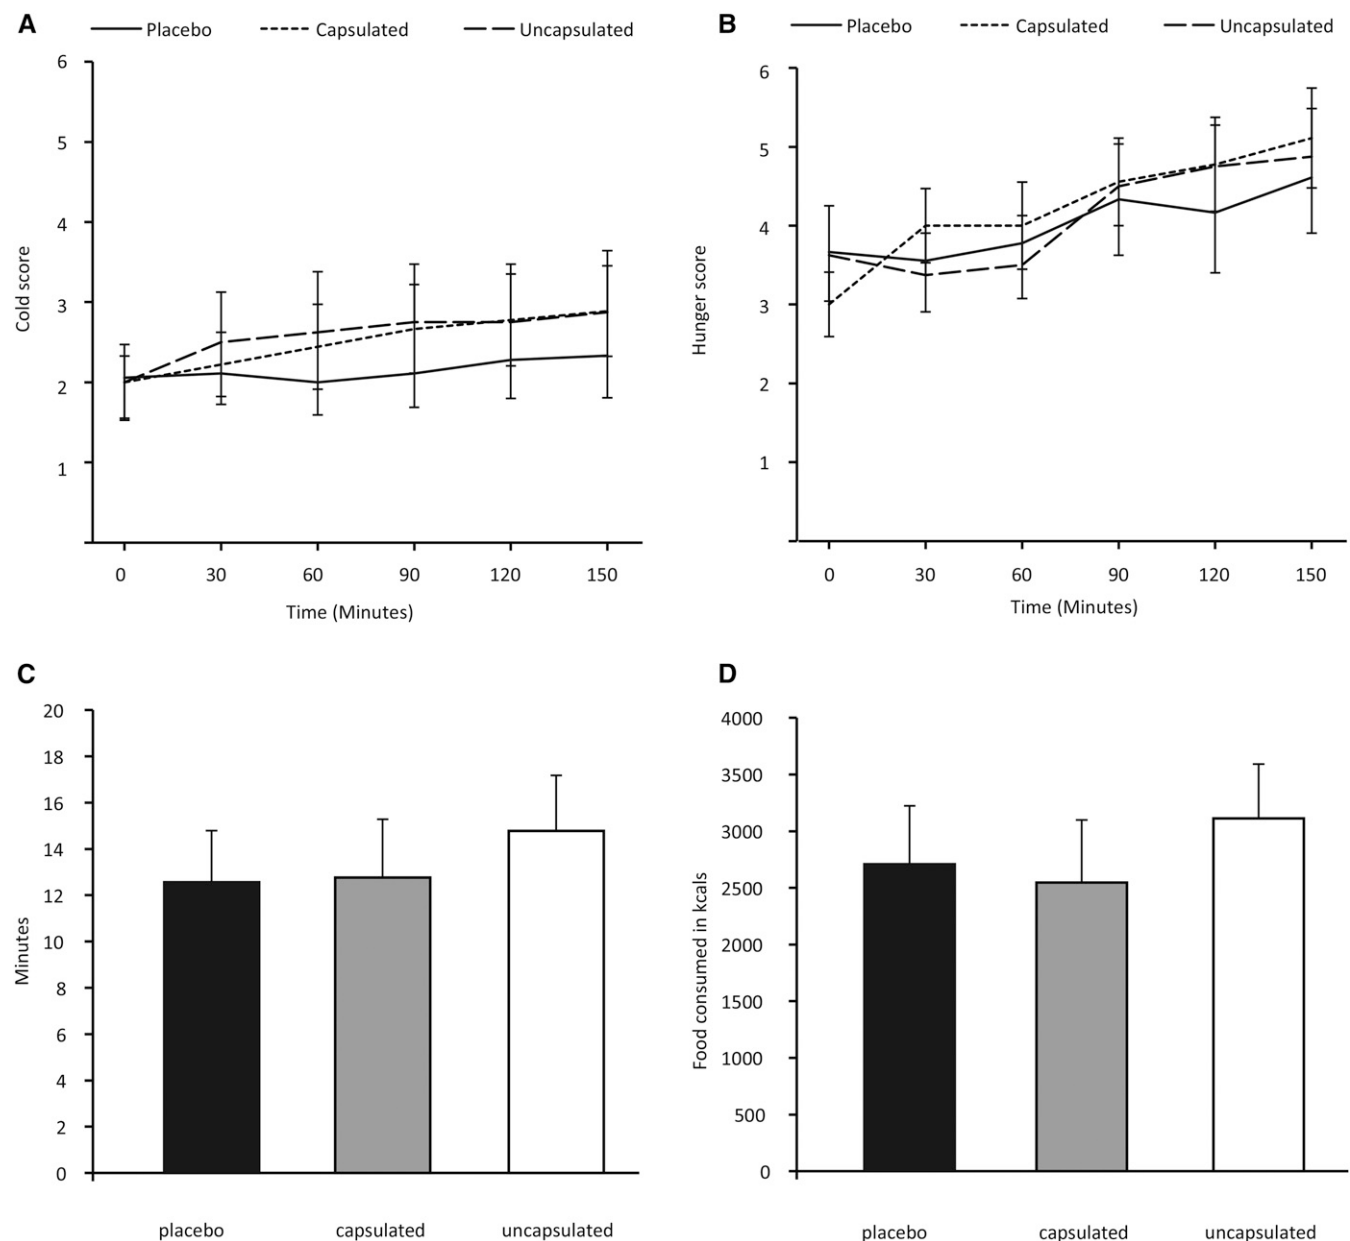 A
Placebo Capsulated Uncapsulated
6
5
4
3
2
1
Cold score
0 30 60 90 120 150
Time (Minutes)
B
Placebo Capsulated Uncapsulated
6
5
4
3
2
1
Hunger score
0 30 60 90 120 150
Time (Minutes)
C
20
18
16
14
12
10
8
6
4
2
0
Minutes
placebo capsulated uncapsulated
D
4000
3500
3000
2500
2000
1500
1000
500
0
Food consumed in kcals
placebo capsulated uncapsulated